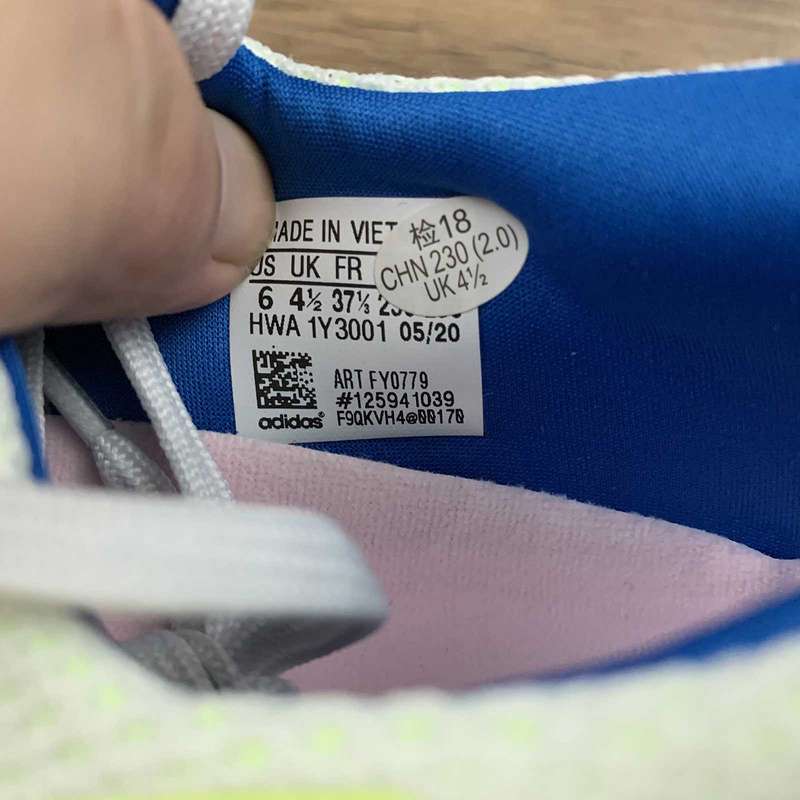 MADE IN VIET
US UK FR
6 4½ 37⅓
HWA 1Y3001 05/20
ART FY0779
#125941039
F9QKVH4@00170
adidas
检18
CHN 230 (2.0)
UK 4½